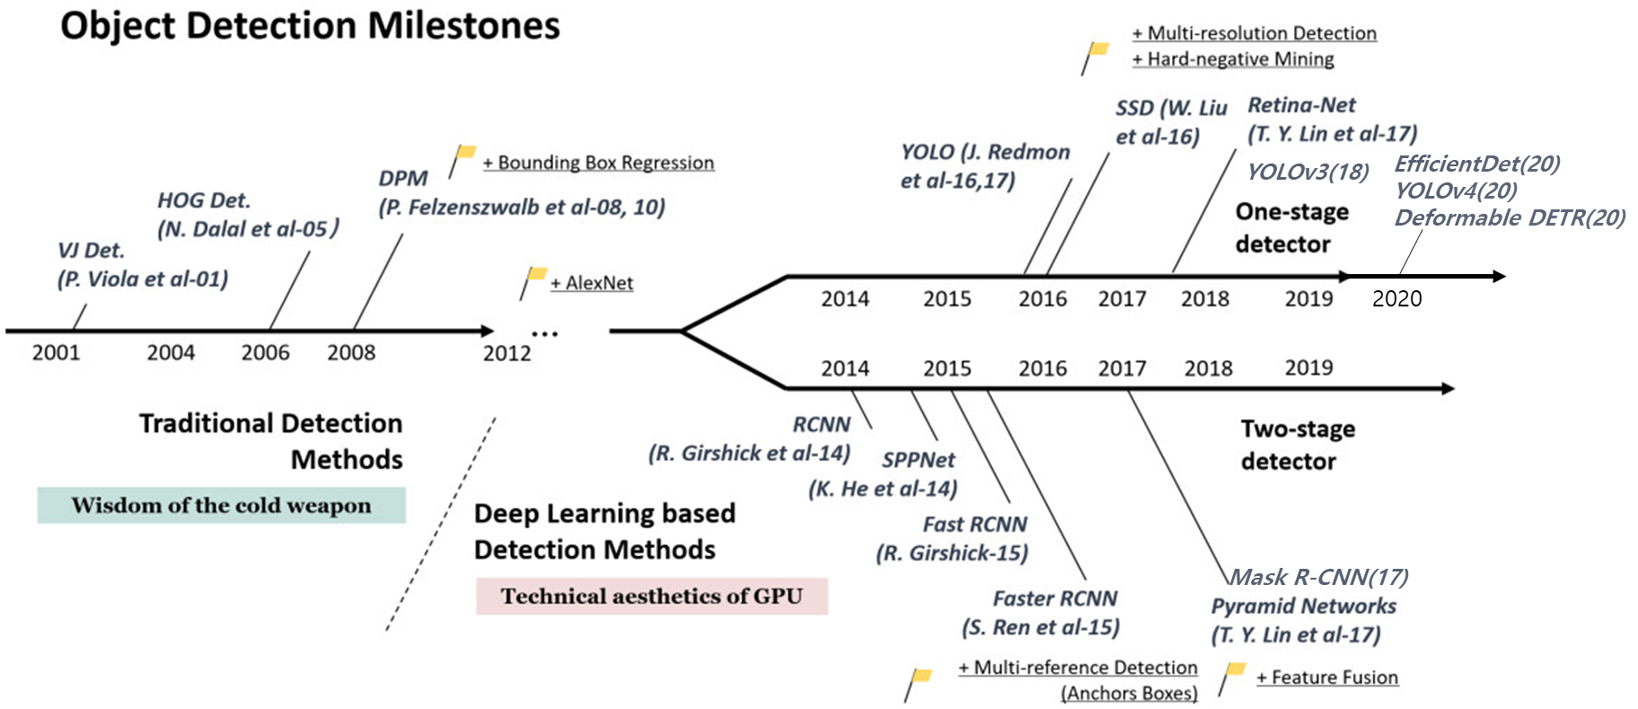 Object Detection Milestones
+ Multi-resolution Detection
+ Hard-negative Mining
SSD (W. Liu
et al-16)
Retina-Net
(T. Y. Lin et al-17)
YOLO (J. Redmon
et al-16,17)
YOLOv3(18)
EfficientDet(20)
YOLOv4(20)
Deformable DETR(20)
One-stage
detector
+ Bounding Box Regression
DPM
(P. Felzenszwalb et al-08, 10)
HOG Det.
(N. Dalal et al-05)
VJ Det.
(P. Viola et al-01)
+ AlexNet
...
2014 2015 2016 2017 2018 2019 2020
2001 2004 2006 2008 2012
2014 2015 2016 2017 2018 2019
Traditional Detection
Methods
Wisdom of the cold weapon
Deep Learning based
Detection Methods
Technical aesthetics of GPU
RCNN
(R. Girshick et al-14)
SPPNet
(K. He et al-14)
Fast RCNN
(R. Girshick-15)
Faster RCNN
(S. Ren et al-15)
+ Multi-reference Detection
(Anchors Boxes)
Two-stage
detector
Mask R-CNN(17)
Pyramid Networks
(T. Y. Lin et al-17)
+ Feature Fusion